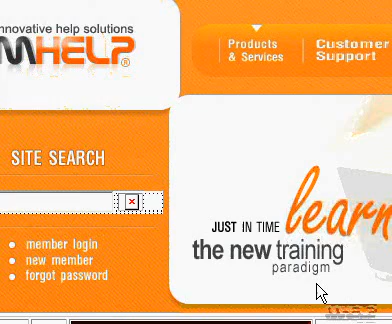 innovative help solutions
MHELP®
Products
& Services
Customer
Support
SITE SEARCH
JUST IN TIME learn
the new training
paradigm
member login
new member
forgot password